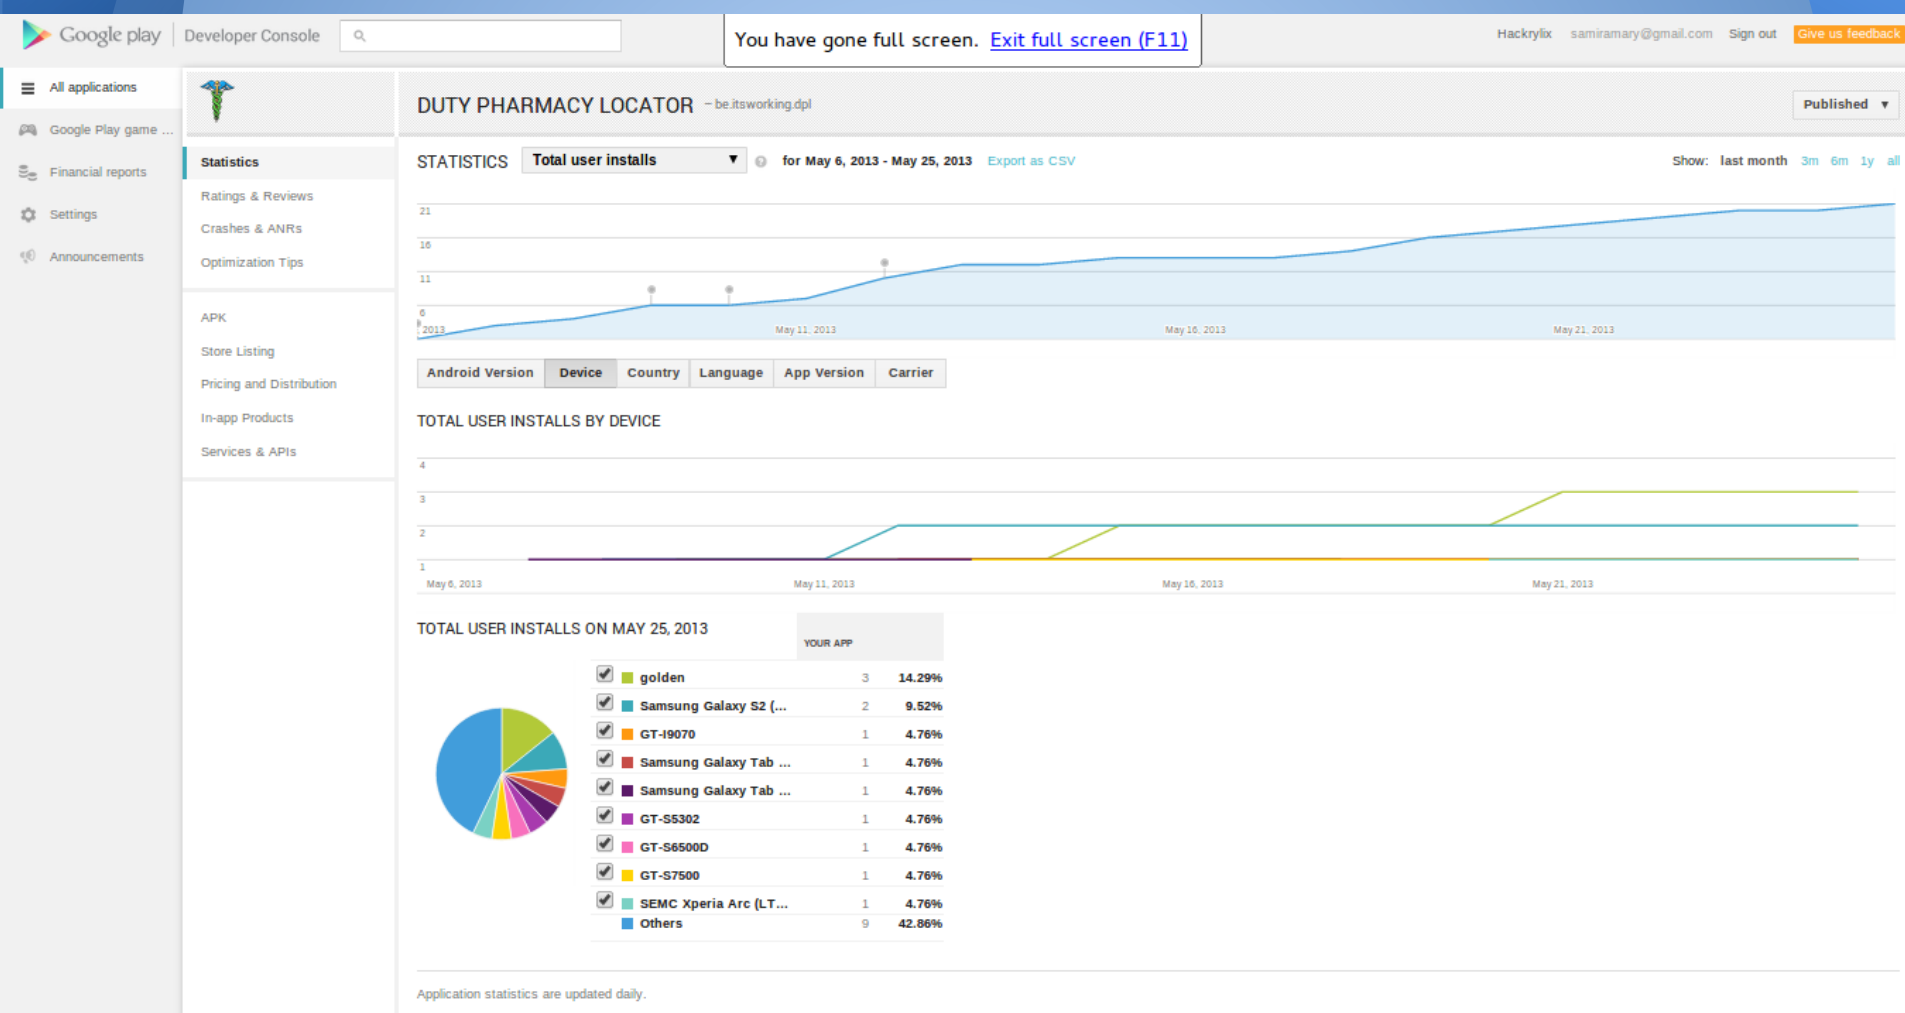 Google play Developer Console
You have gone full screen. Exit full screen (F11)
Hackrylix samiramary@gmail.com Sign out Give us feedback
All applications
Google Play game ...
Financial reports
Settings
Announcements
Statistics
Ratings & Reviews
Crashes & ANRs
Optimization Tips
APK
Store Listing
Pricing and Distribution
In-app Products
Services & APIs
DUTY PHARMACY LOCATOR – be.itsworking.dpl
Published
STATISTICS Total user installs for May 6, 2013 - May 25, 2013 Export as CSV
Show: last month 3m 6m 1y all
21
16
11
6
, 2013 May 11, 2013 May 16, 2013 May 21, 2013
Android Version Device Country Language App Version Carrier
TOTAL USER INSTALLS BY DEVICE
4
3
2
1
May 6, 2013 May 11, 2013 May 16, 2013 May 21, 2013
TOTAL USER INSTALLS ON MAY 25, 2013
YOUR APP
golden 3 14.29%
Samsung Galaxy S2 (... 2 9.52%
GT-I9070 1 4.76%
Samsung Galaxy Tab ... 1 4.76%
Samsung Galaxy Tab ... 1 4.76%
GT-S5302 1 4.76%
GT-S6500D 1 4.76%
GT-S7500 1 4.76%
SEMC Xperia Arc (LT... 1 4.76%
Others 9 42.86%
Application statistics are updated daily.